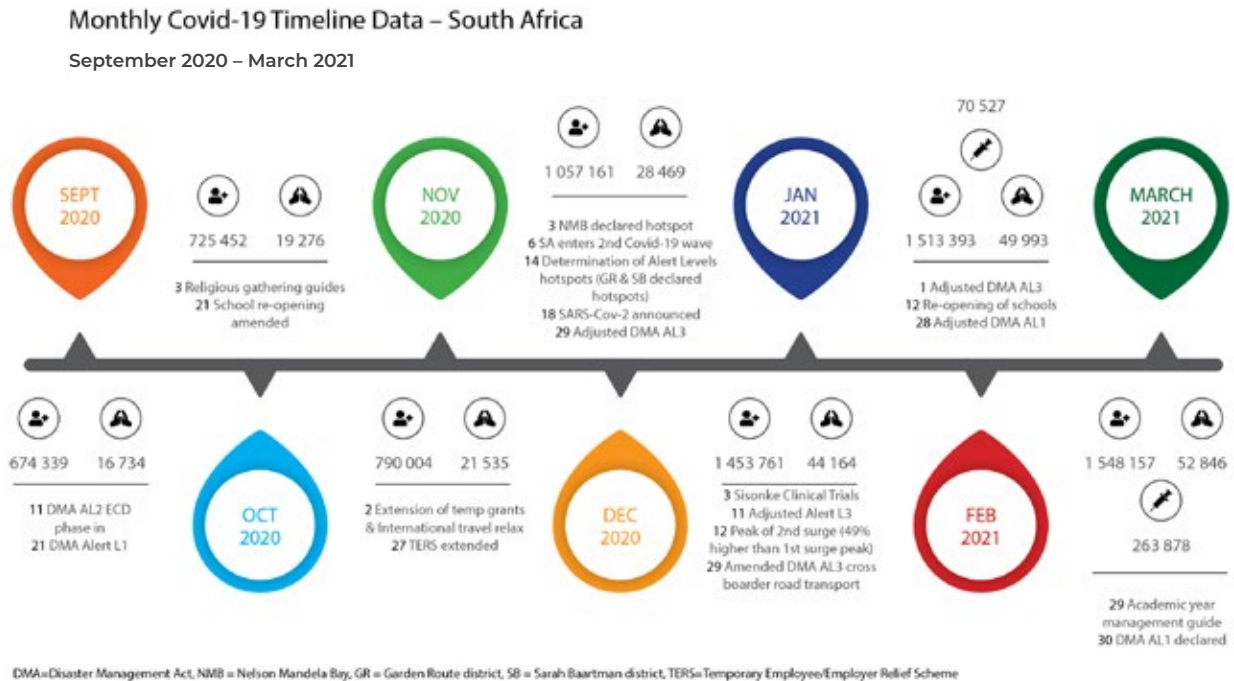 Monthly Covid-19 Timeline Data – South Africa
September 2020 – March 2021
SEPT
2020
674 339 16 734
11 DMA AL2 ECD
phase in
21 DMA Alert L1
725 452 19 276
3 Religious gathering guides
21 School re-opening
amended
OCT
2020
NOV
2020
790 004 21 535
2 Extension of temp grants
& International travel relax
27 TERS extended
1 057 161 28 469
3 NMB declared hotspot
6 SA enters 2nd Covid-19 wave
14 Determination of Alert Levels
hotspots (GR & SB declared
hotspots)
18 SARS-Cov-2 announced
29 Adjusted DMA AL3
DEC
2020
JAN
2021
1 453 761 44 164
3 Sisonke Clinical Trials
11 Adjusted Alert L3
12 Peak of 2nd surge (49%
higher than 1st surge peak)
29 Amended DMA AL3 cross
boarder road transport
70 527
1 513 393 49 993
1 Adjusted DMA AL3
12 Re-opening of schools
28 Adjusted DMA AL1
FEB
2021
MARCH
2021
1 548 157 52 846
263 878
29 Academic year
management guide
30 DMA AL1 declared
DMA=Disaster Management Act, NMB = Nelson Mandela Bay, GR = Garden Route district, SB = Sarah Baartman district, TERS=Temporary Employee/Employer Relief Scheme